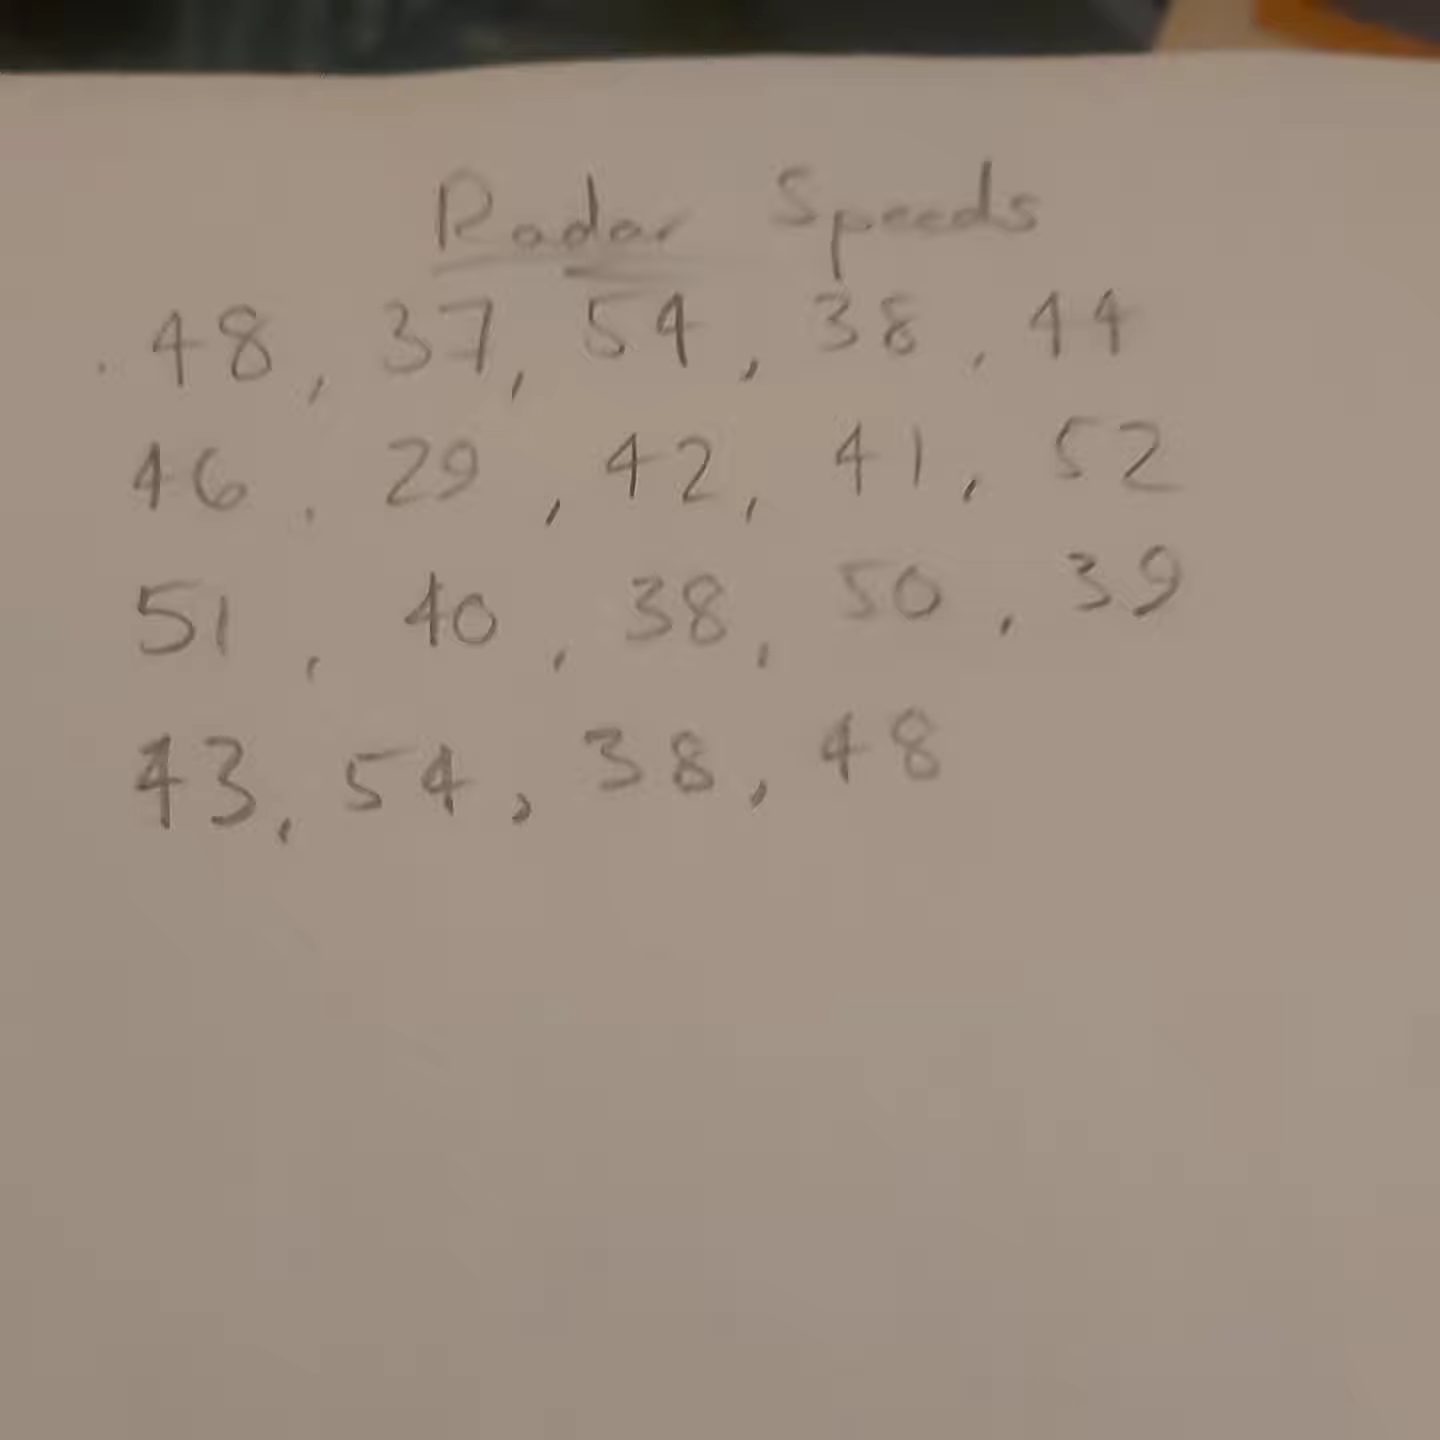 Radar Speeds
48, 37, 54, 38, 44
46, 29, 42, 41, 52
51, 40, 38, 50, 39
43, 54, 38, 48